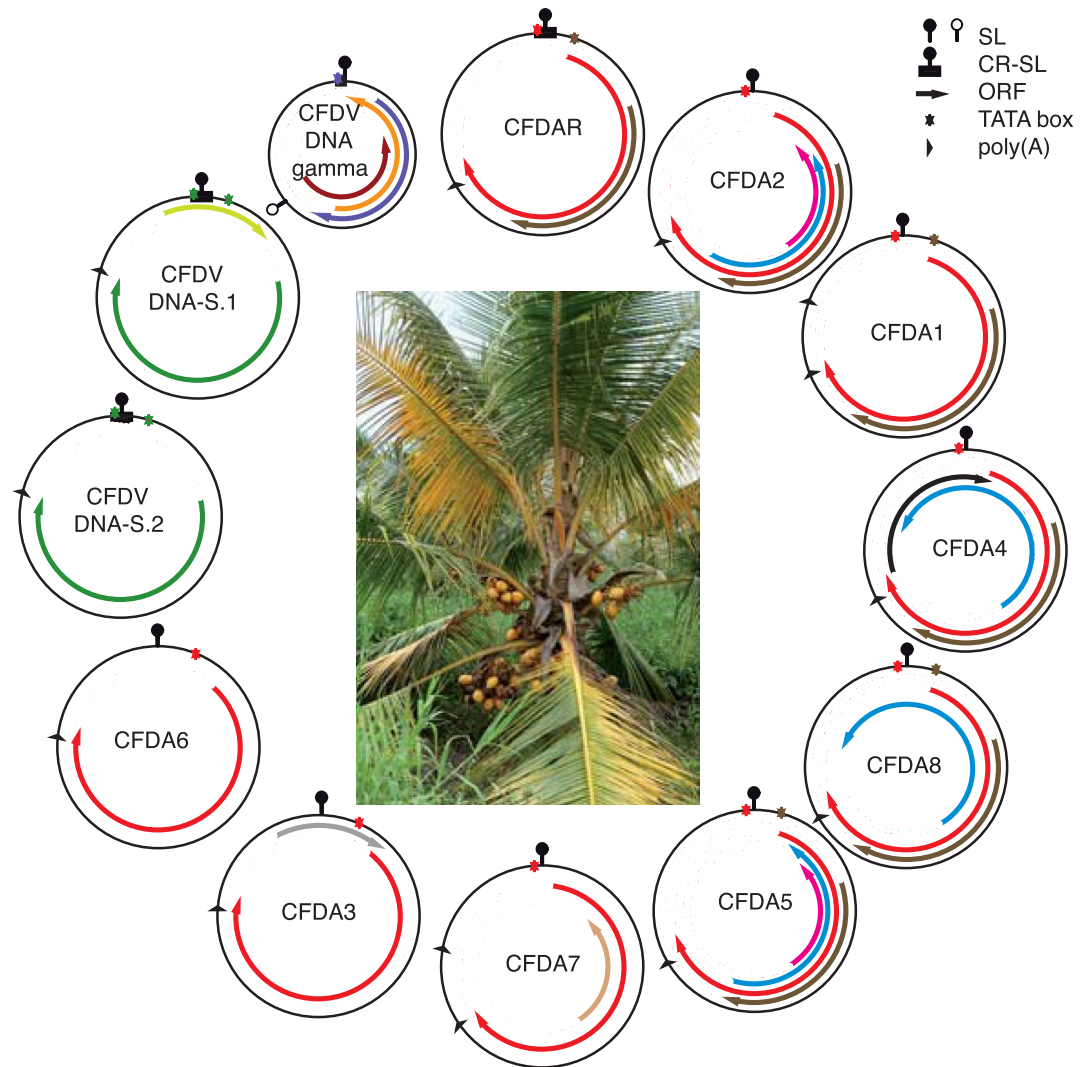 SL
CR-SL
ORF
TATA box
poly(A)
CFDAR
CFDV
DNA
gamma
CFDA2
CFDV
DNA-S.1
CFDA1
CFDV
DNA-S.2
CFDA4
CFDA6
CFDA8
CFDA3
CFDA7
CFDA5